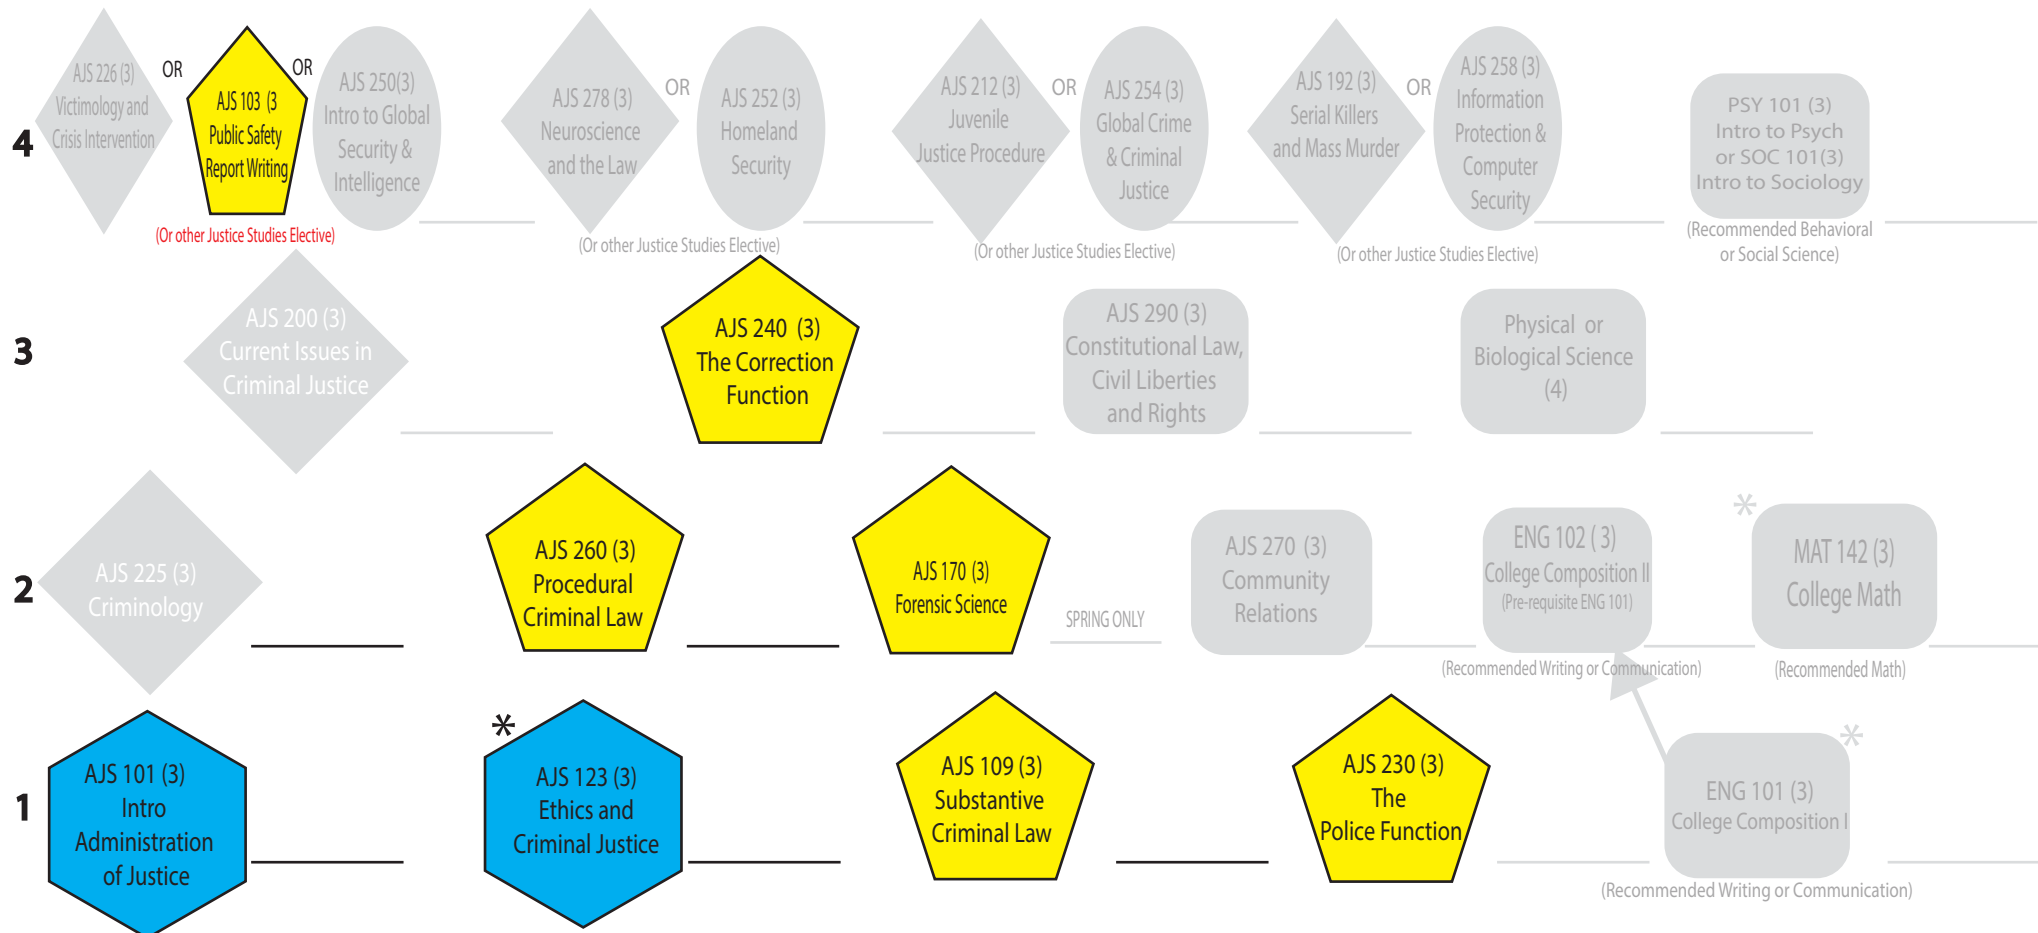 4
AJS 226 (3)
Victimology and
Crisis Intervention
OR
AJS 103 (3
Public Safety
Report Writing
OR
AJS 250(3)
Intro to Global
Security &
Intelligence
(Or other Justice Studies Elective)
AJS 278 (3)
Neuroscience
and the Law
OR
AJS 252 (3)
Homeland
Security
(Or other Justice Studies Elective)
AJS 212 (3)
Juvenile
Justice Procedure
OR
AJS 254 (3)
Global Crime
& Criminal
Justice
(Or other Justice Studies Elective)
AJS 192 (3)
Serial Killers
and Mass Murder
OR
AJS 258 (3)
Information
Protection &
Computer
Security
(Or other Justice Studies Elective)
PSY 101 (3)
Intro to Psych
or SOC 101(3)
Intro to Sociology
(Recommended Behavioral
or Social Science)
3
AJS 200 (3)
Current Issues in
Criminal Justice
AJS 240 (3)
The Correction
Function
AJS 290 (3)
Constitutional Law,
Civil Liberties
and Rights
Physical or
Biological Science
(4)
2
AJS 225 (3)
Criminology
AJS 260 (3)
Procedural
Criminal Law
AJS 170 (3)
Forensic Science
SPRING ONLY
AJS 270 (3)
Community
Relations
ENG 102 ( 3)
College Composition II
(Pre-requisite ENG 101)
(Recommended Writing or Communication)
*
MAT 142 (3)
College Math
(Recommended Math)
1
AJS 101 (3)
Intro
Administration
of Justice
*
AJS 123 (3)
Ethics and
Criminal Justice
AJS 109 (3)
Substantive
Criminal Law
AJS 230 (3)
The
Police Function
*
ENG 101 (3)
College Composition I
(Recommended Writing or Communication)